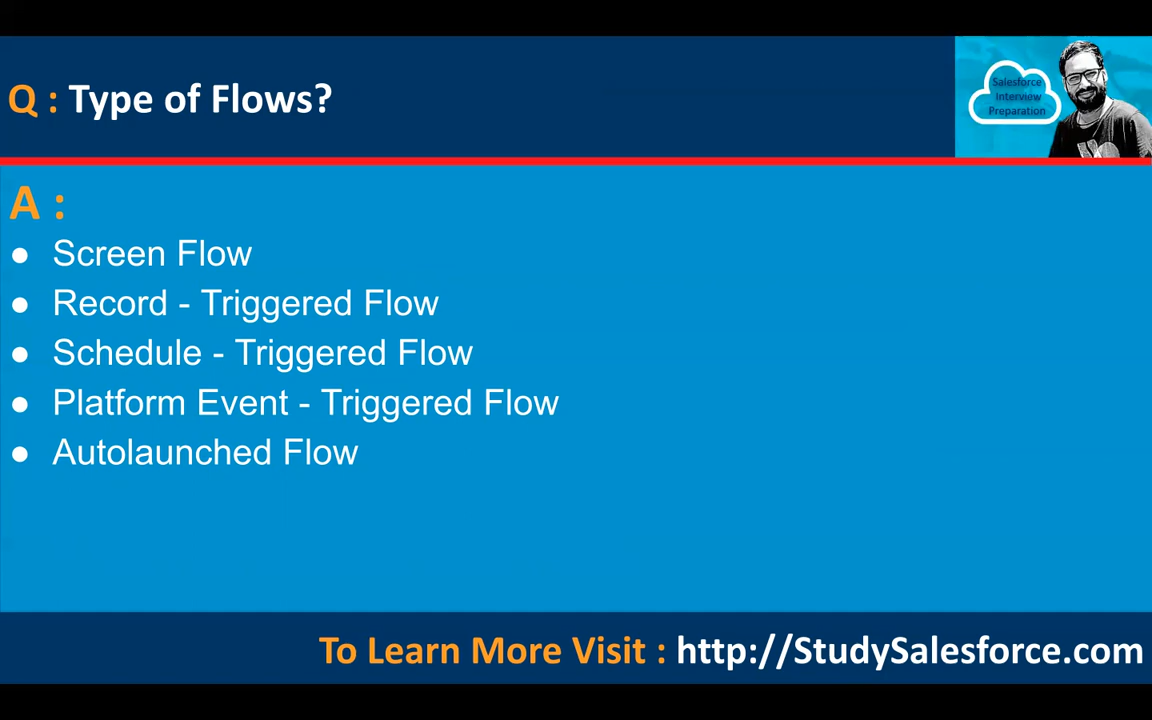 Q : Type of Flows?
Salesforce
Interview
Preparation
A :
● Screen Flow
● Record - Triggered Flow
● Schedule - Triggered Flow
● Platform Event - Triggered Flow
● Autolaunched Flow
To Learn More Visit : http://StudySalesforce.com